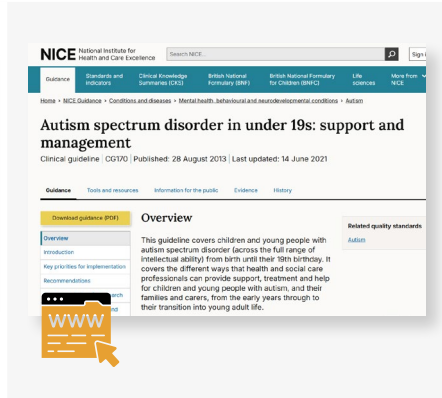 NICE National Institute for
Health and Care Excellence
Search NICE...
Sign i
Guidance
Standards and
indicators
Clinical Knowledge
Summaries (CKS)
British National
Formulary (BNF)
British National Formulary
for Children (BNFC)
Life
sciences
More from
NICE
Home › NICE Guidance › Conditions and diseases › Mental health, behavioural and neurodevelopmental conditions › Autism
Autism spectrum disorder in under 19s: support and
management
Clinical guideline | CG170 | Published: 28 August 2013 | Last updated: 14 June 2021
Guidance
Tools and resources
Information for the public
Evidence
History
Download guidance (PDF)
Overview
Introduction
Key priorities for implementation
Recommendations
arch
nd
Overview
This guideline covers children and young people with
autism spectrum disorder (across the full range of
intellectual ability) from birth until their 19th birthday. It
covers the different ways that health and social care
professionals can provide support, treatment and help
for children and young people with autism, and their
families and carers, from the early years through to
their transition into young adult life.
Related quality standards
Autism
WWW